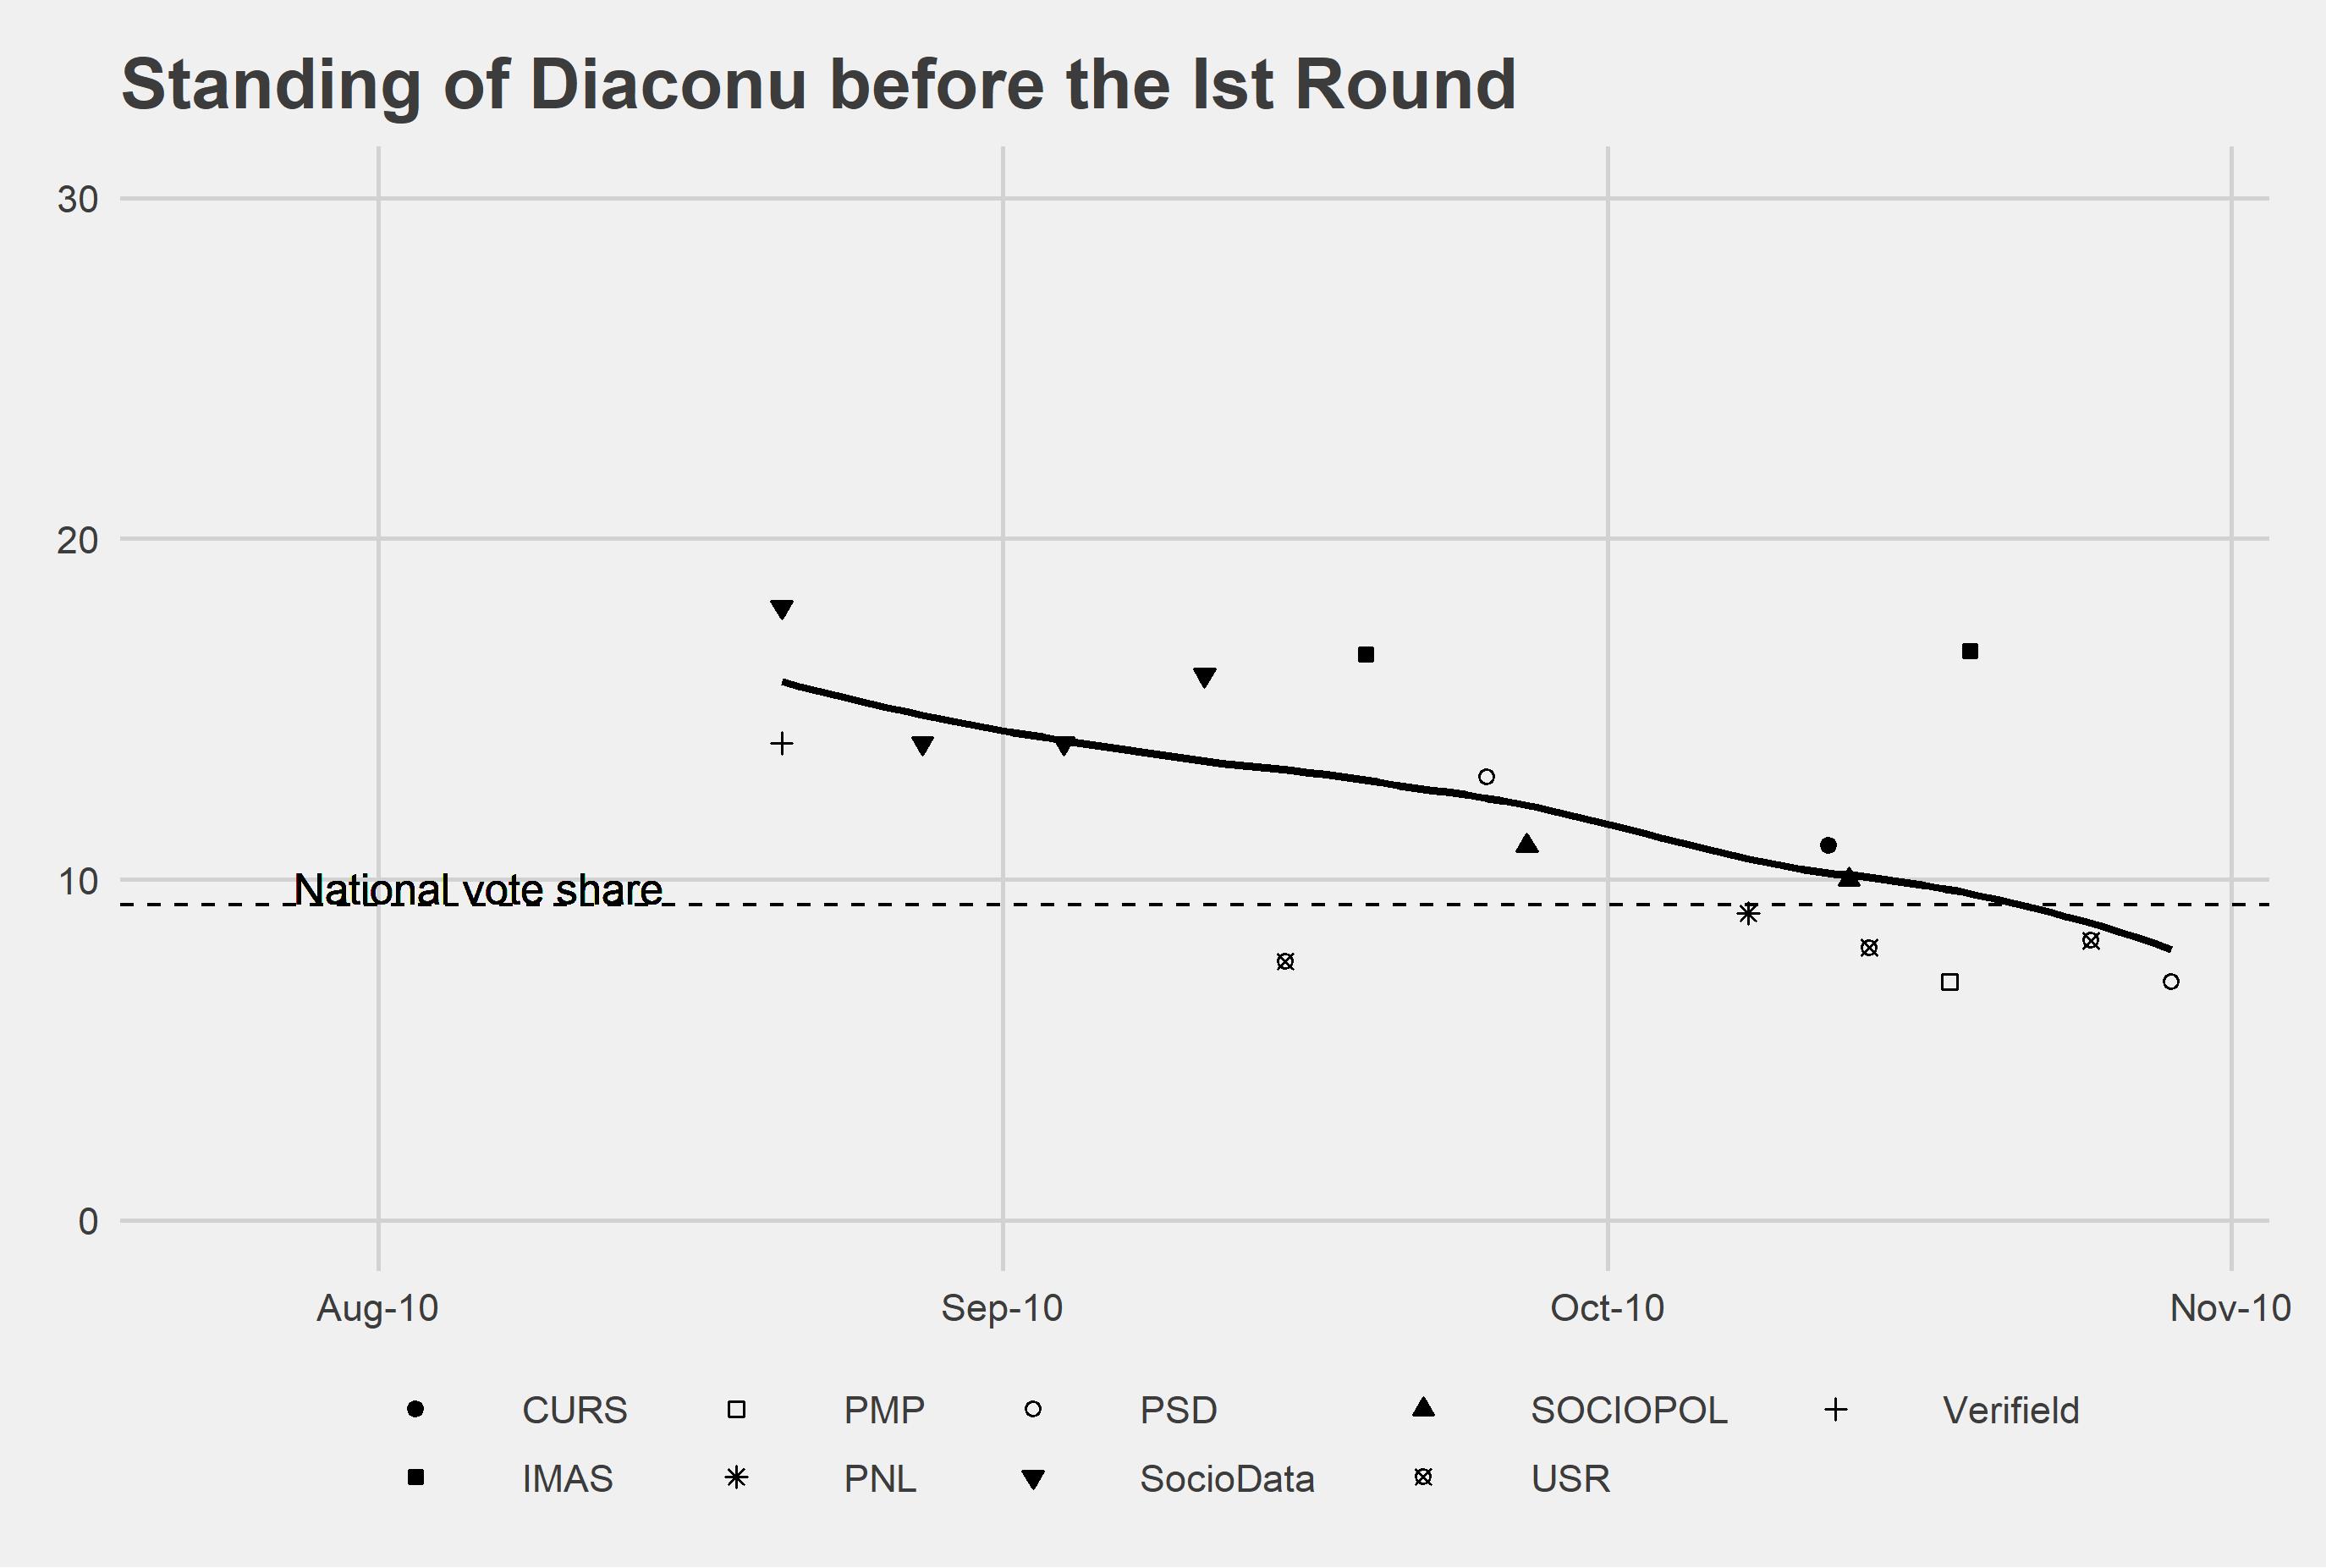 Standing of Diaconu before the Ist Round
30
20
10
National vote share
0
Aug-10 Sep-10 Oct-10 Nov-10
CURS PMP PSD SOCIOPOL Verifield
IMAS PNL SocioData USR